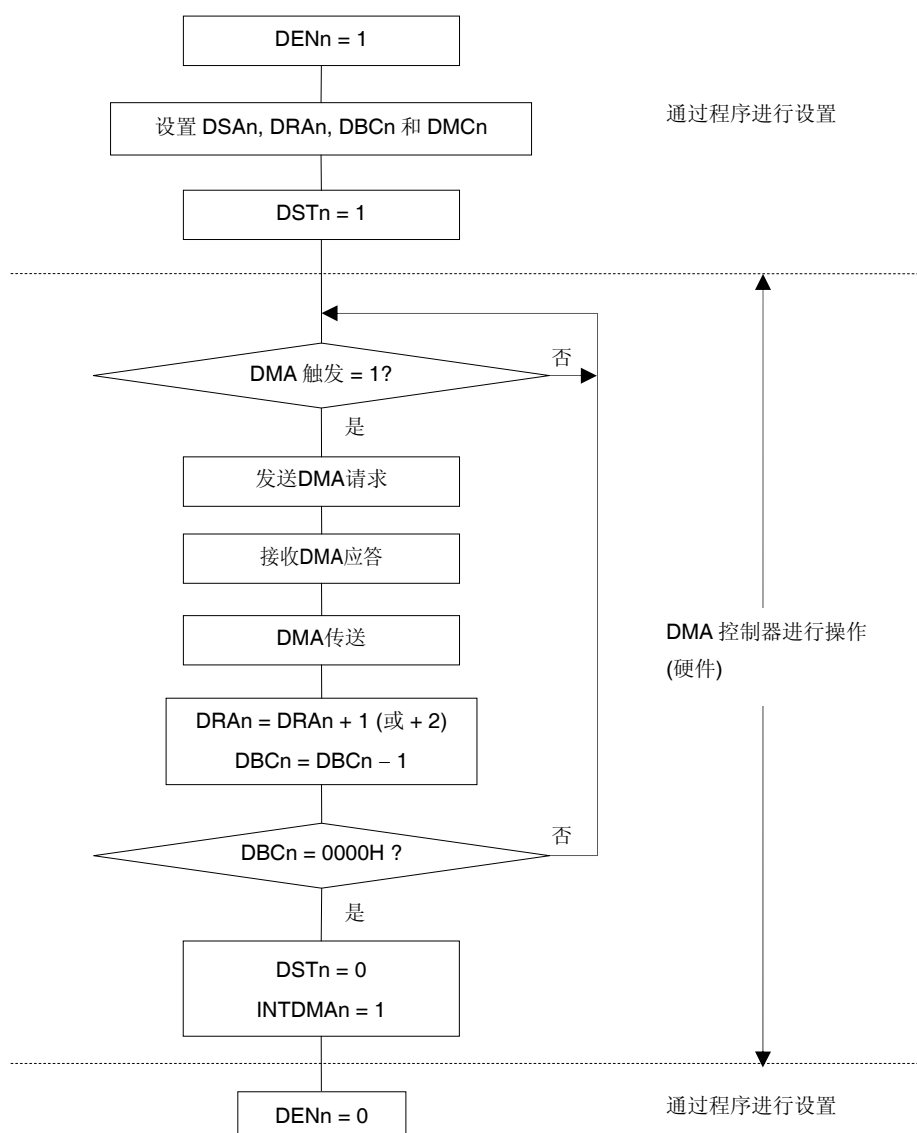 DENn = 1
设置 DSAn, DRAn, DBCn 和 DMCn
通过程序进行设置
DSTn = 1
DMA 触发 = 1?
否
是
发送DMA请求
接收DMA应答
DMA传送
DMA 控制器进行操作
(硬件)
DRAn = DRAn + 1 (或 + 2)
DBCn = DBCn – 1
DBCn = 0000H ?
否
是
DSTn = 0
INTDMAn = 1
DENn = 0
通过程序进行设置